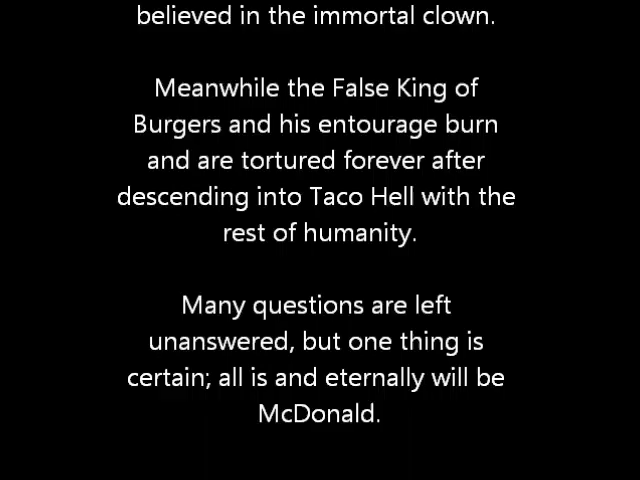 believed in the immortal clown.
Meanwhile the False King of
Burgers and his entourage burn
and are tortured forever after
descending into Taco Hell with the
rest of humanity.
Many questions are left
unanswered, but one thing is
certain; all is and eternally will be
McDonald.